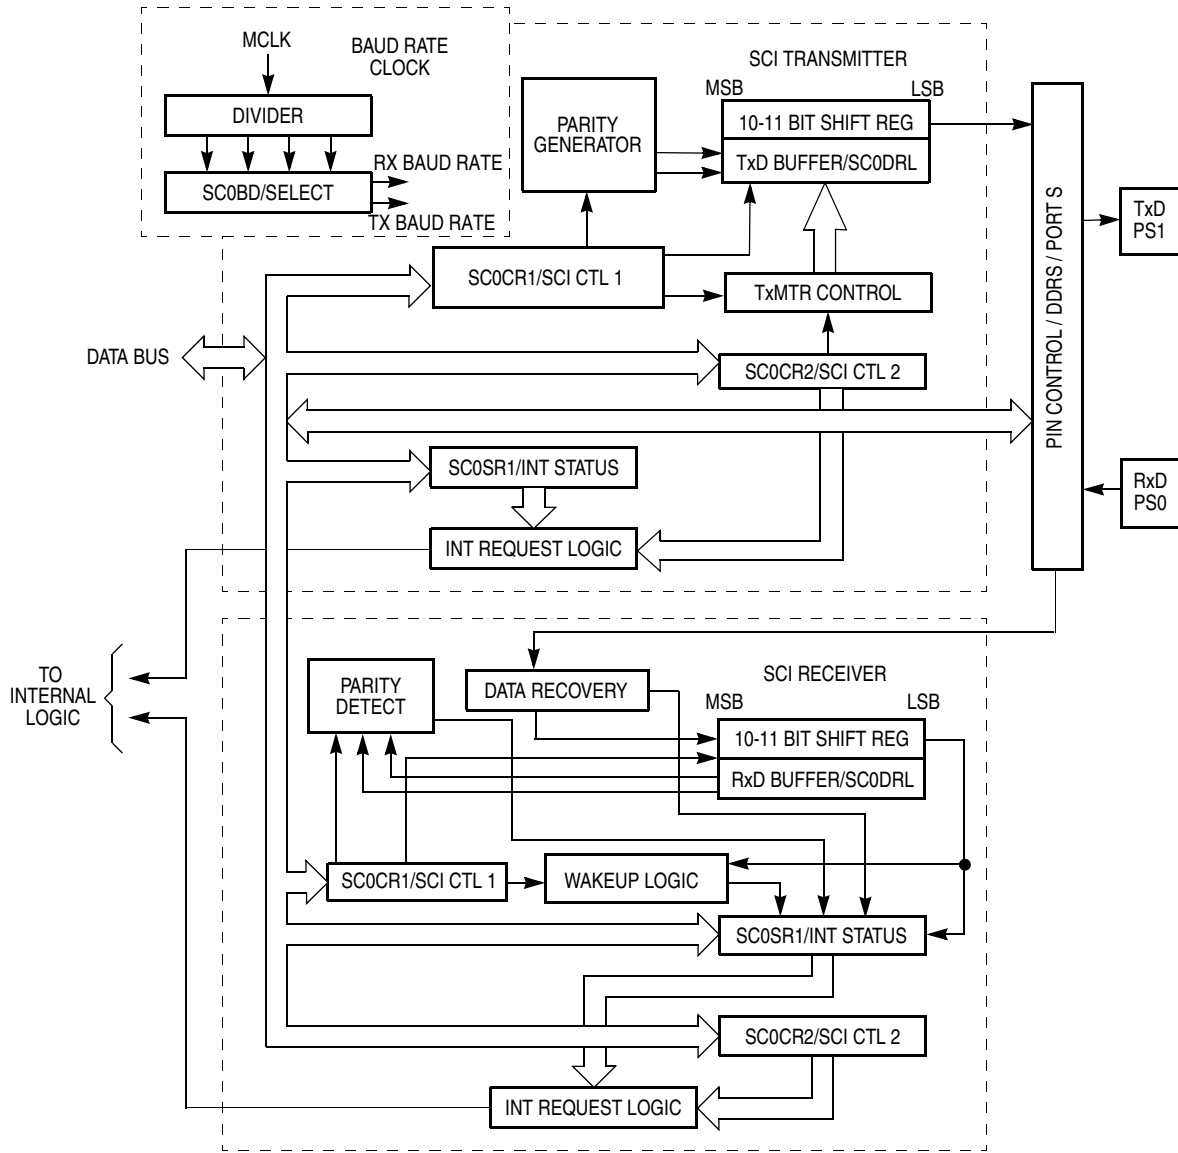 MCLK
BAUD RATE
CLOCK
DIVIDER
RX BAUD RATE
SC0BD/SELECT
TX BAUD RATE
SCI TRANSMITTER
MSB
LSB
PARITY
GENERATOR
10-11 BIT SHIFT REG
TxD BUFFER/SC0DRL
PIN CONTROL / DDRS / PORT S
TxD
PS1
SC0CR1/SCI CTL 1
TxMTR CONTROL
DATA BUS
SC0CR2/SCI CTL 2
SC0SR1/INT STATUS
RxD
PS0
INT REQUEST LOGIC
TO
INTERNAL
LOGIC
PARITY
DETECT
DATA RECOVERY
SCI RECEIVER
MSB
LSB
10-11 BIT SHIFT REG
RxD BUFFER/SC0DRL
SC0CR1/SCI CTL 1
WAKEUP LOGIC
SC0SR1/INT STATUS
SC0CR2/SCI CTL 2
INT REQUEST LOGIC